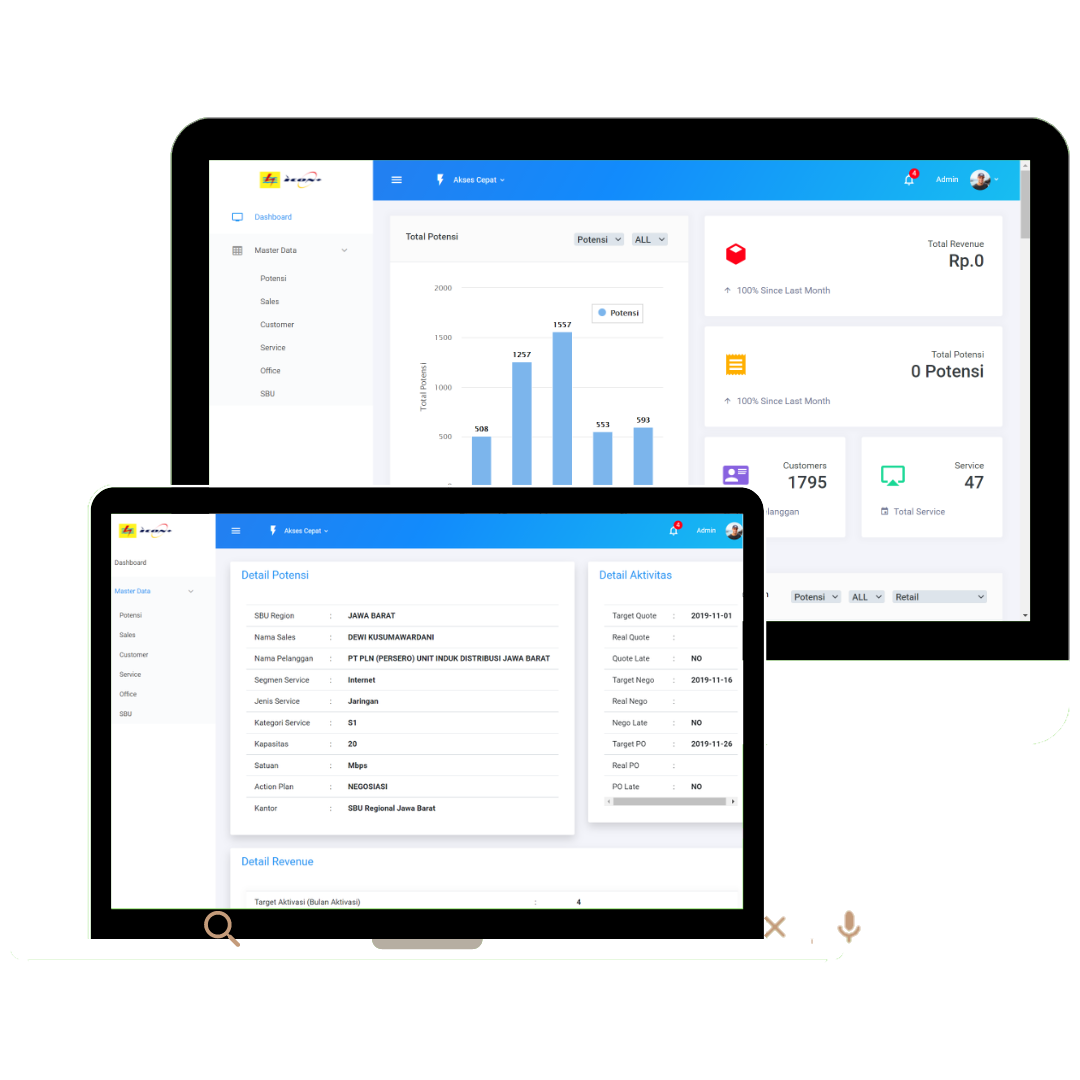 ICON+
Akses Cepat
4
Admin
Dashboard
Master Data
Potensi
Sales
Customer
Service
Office
SBU
Total Potensi
Potensi
ALL
2000
1500
1000
500
Total Potensi
Potensi
508
1257
1557
553
593
Total Revenue
Rp.0
100% Since Last Month
Total Potensi
0 Potensi
100% Since Last Month
Customers
1795
langgan
Service
47
Total Service
Potensi
ALL
Retail
ICON+
Akses Cepat
4
Admin
Dashboard
Master Data
Potensi
Sales
Customer
Service
Office
SBU
Detail Potensi
SBU Region : JAWA BARAT
Nama Sales : DEWI KUSUMAWARDANI
Nama Pelanggan : PT PLN (PERSERO) UNIT INDUK DISTRIBUSI JAWA BARAT
Segmen Service : Internet
Jenis Service : Jaringan
Kategori Service : S1
Kapasitas : 20
Satuan : Mbps
Action Plan : NEGOSIASI
Kantor : SBU Regional Jawa Barat
Detail Aktivitas
Target Quote : 2019-11-01
Real Quote :
Quote Late : NO
Target Nego : 2019-11-16
Real Nego :
Nego Late : NO
Target PO : 2019-11-26
Real PO :
PO Late : NO
Detail Revenue
Target Aktivasi (Bulan Aktivasi) : 4